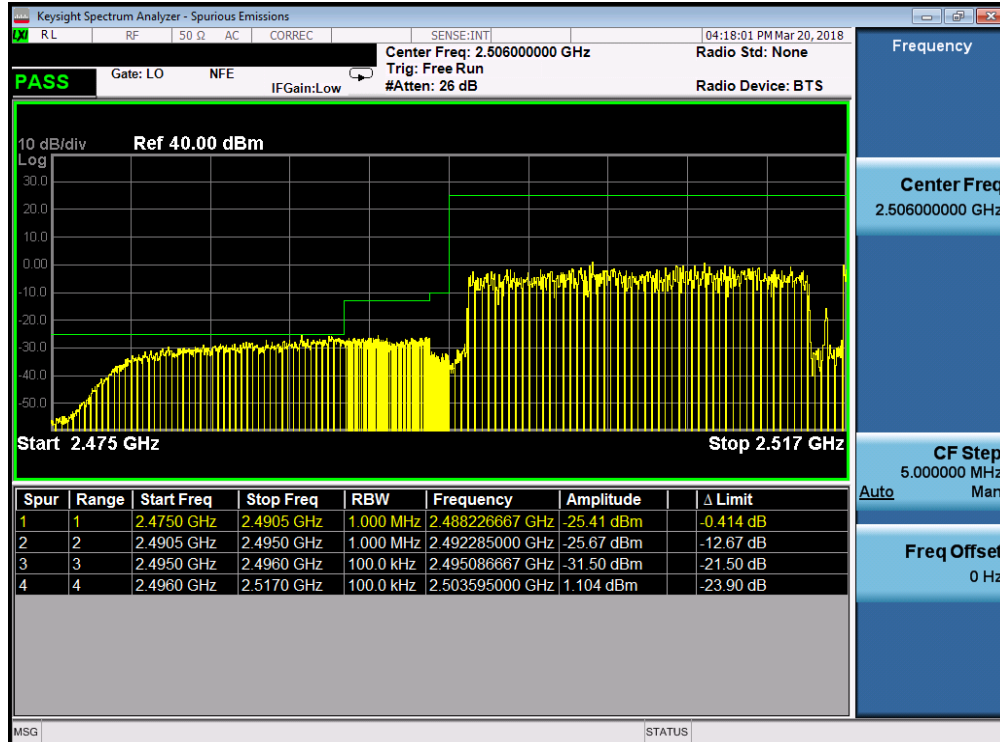 Keysight Spectrum Analyzer - Spurious Emissions
LXI RL RF 50 Ω AC CORREC SENSE:INT 04:18:01 PM Mar 20, 2018
Center Freq: 2.506000000 GHz Radio Std: None
Gate: LO NFE Trig: Free Run
PASS IFGain:Low #Atten: 26 dB Radio Device: BTS
10 dB/div Ref 40.00 dBm
Log
30.0
20.0
10.0
0.00
-10.0
-20.0
-30.0
-40.0
-50.0
Start 2.475 GHz Stop 2.517 GHz
Spur Range Start Freq Stop Freq RBW Frequency Amplitude Δ Limit
1 1 2.4750 GHz 2.4905 GHz 1.000 MHz 2.488226667 GHz -25.41 dBm -0.414 dB
2 2 2.4905 GHz 2.4950 GHz 1.000 MHz 2.492285000 GHz -25.67 dBm -12.67 dB
3 3 2.4950 GHz 2.4960 GHz 100.0 kHz 2.495086667 GHz -31.50 dBm -21.50 dB
4 4 2.4960 GHz 2.5170 GHz 100.0 kHz 2.503595000 GHz 1.104 dBm -23.90 dB
MSG STATUS
Frequency
Center Freq
2.506000000 GHz
CF Step
5.000000 MHz
Auto Man
Freq Offset
0 Hz